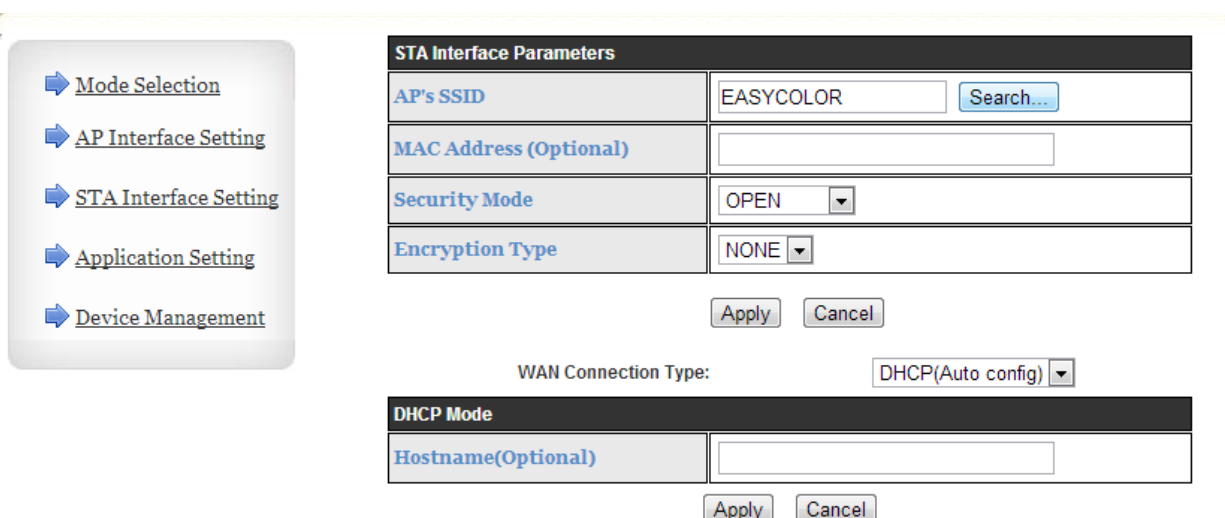 Mode Selection
AP Interface Setting
STA Interface Setting
Application Setting
Device Management
STA Interface Parameters
AP's SSID EASYCOLOR Search...
MAC Address (Optional)
Security Mode OPEN
Encryption Type NONE
Apply Cancel
WAN Connection Type: DHCP(Auto config)
DHCP Mode
Hostname(Optional)
Apply Cancel